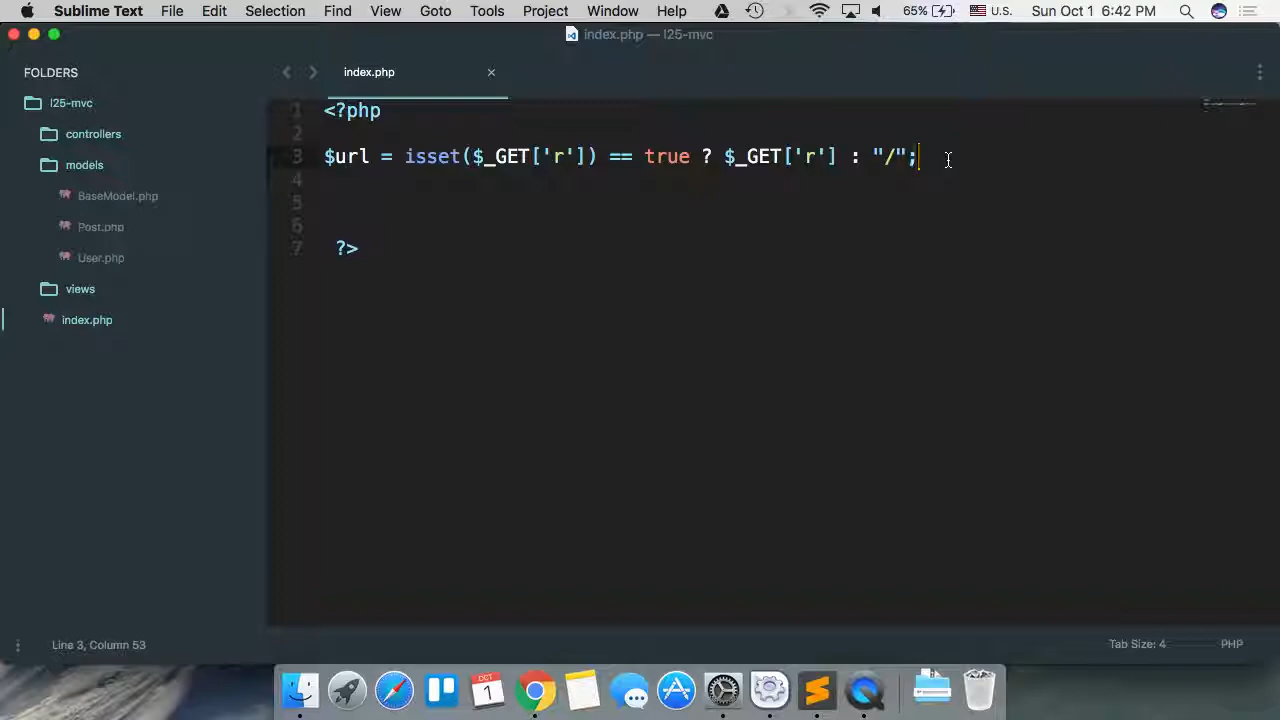 Sublime Text File Edit Selection Find View Goto Tools Project Window Help 65% U.S. Sun Oct 1 6:42 PM
index.php — l25-mvc
FOLDERS
l25-mvc
controllers
models
BaseModel.php
Post.php
User.php
views
index.php
index.php ×
1 <?php
2
3 $url = isset($_GET['r']) == true ? $_GET['r'] : "/";
4
5
6
7 ?>
Line 3, Column 53 Tab Size: 4 PHP
OCT
1